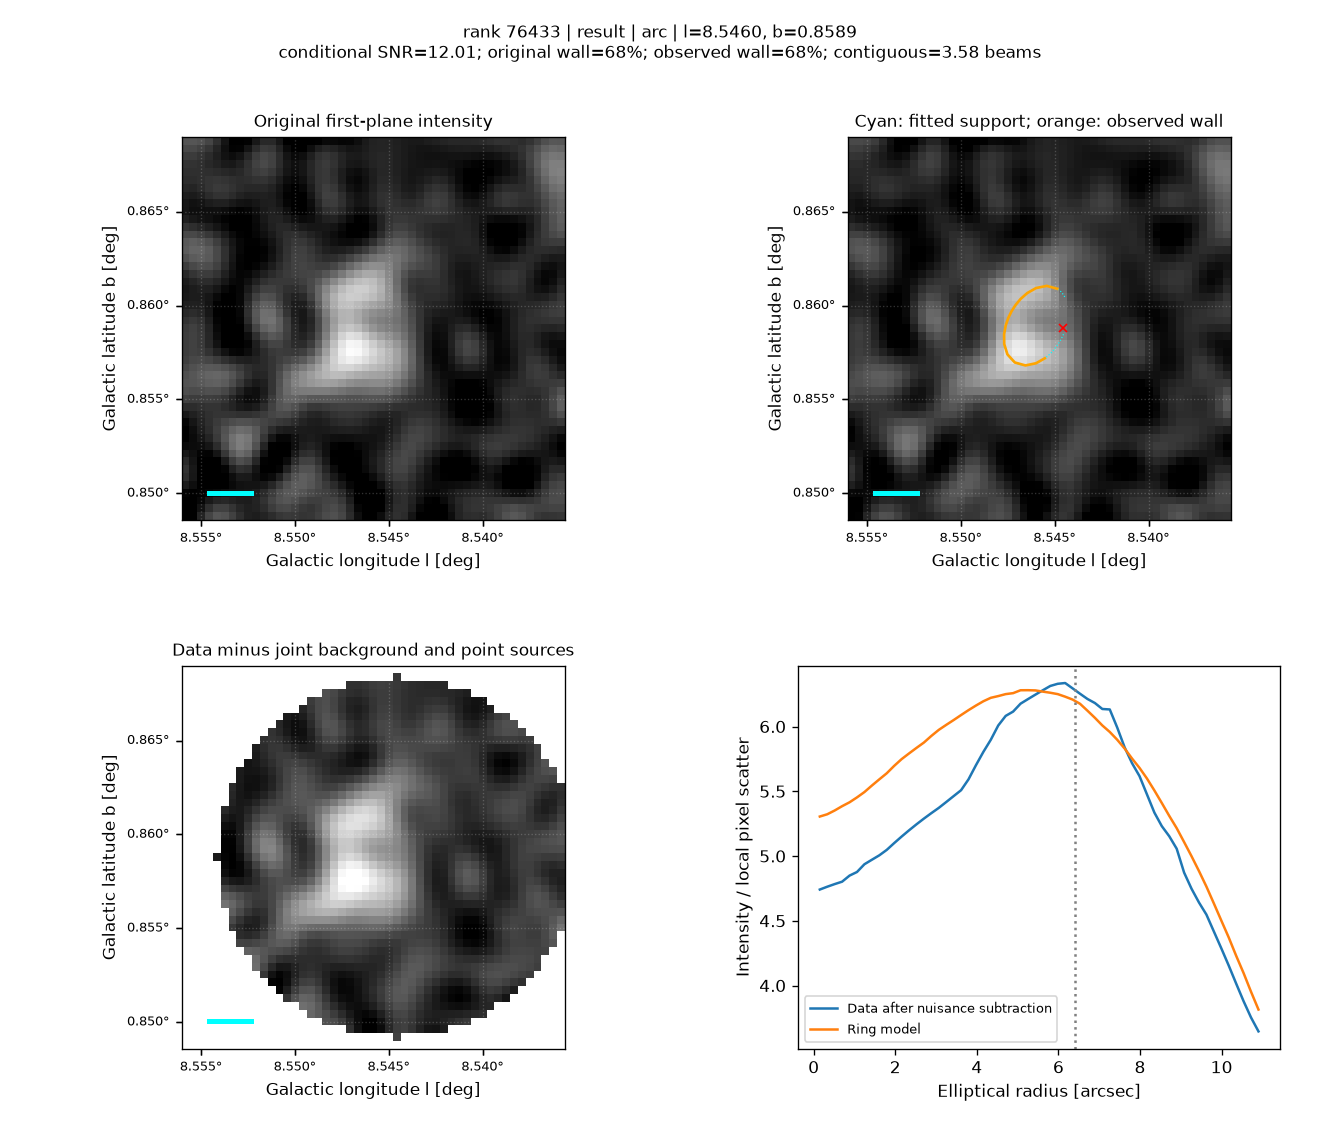 rank 76433 | result | arc | l=8.5460, b=0.8589
conditional SNR=12.01; original wall=68%; observed wall=68%; contiguous=3.58 beams
Original first-plane intensity
Cyan: fitted support; orange: observed wall
0.865°
0.860°
0.855°
0.850°
Galactic latitude b [deg]
8.555°
8.550°
8.545°
8.540°
Galactic longitude l [deg]
0.865°
0.860°
0.855°
0.850°
Galactic latitude b [deg]
8.555°
8.550°
8.545°
8.540°
Galactic longitude l [deg]
Data minus joint background and point sources
0.865°
0.860°
0.855°
0.850°
Galactic latitude b [deg]
8.555°
8.550°
8.545°
8.540°
Galactic longitude l [deg]
6.0
5.5
5.0
4.5
4.0
Intensity / local pixel scatter
Data after nuisance subtraction
Ring model
0
2
4
6
8
10
Elliptical radius [arcsec]